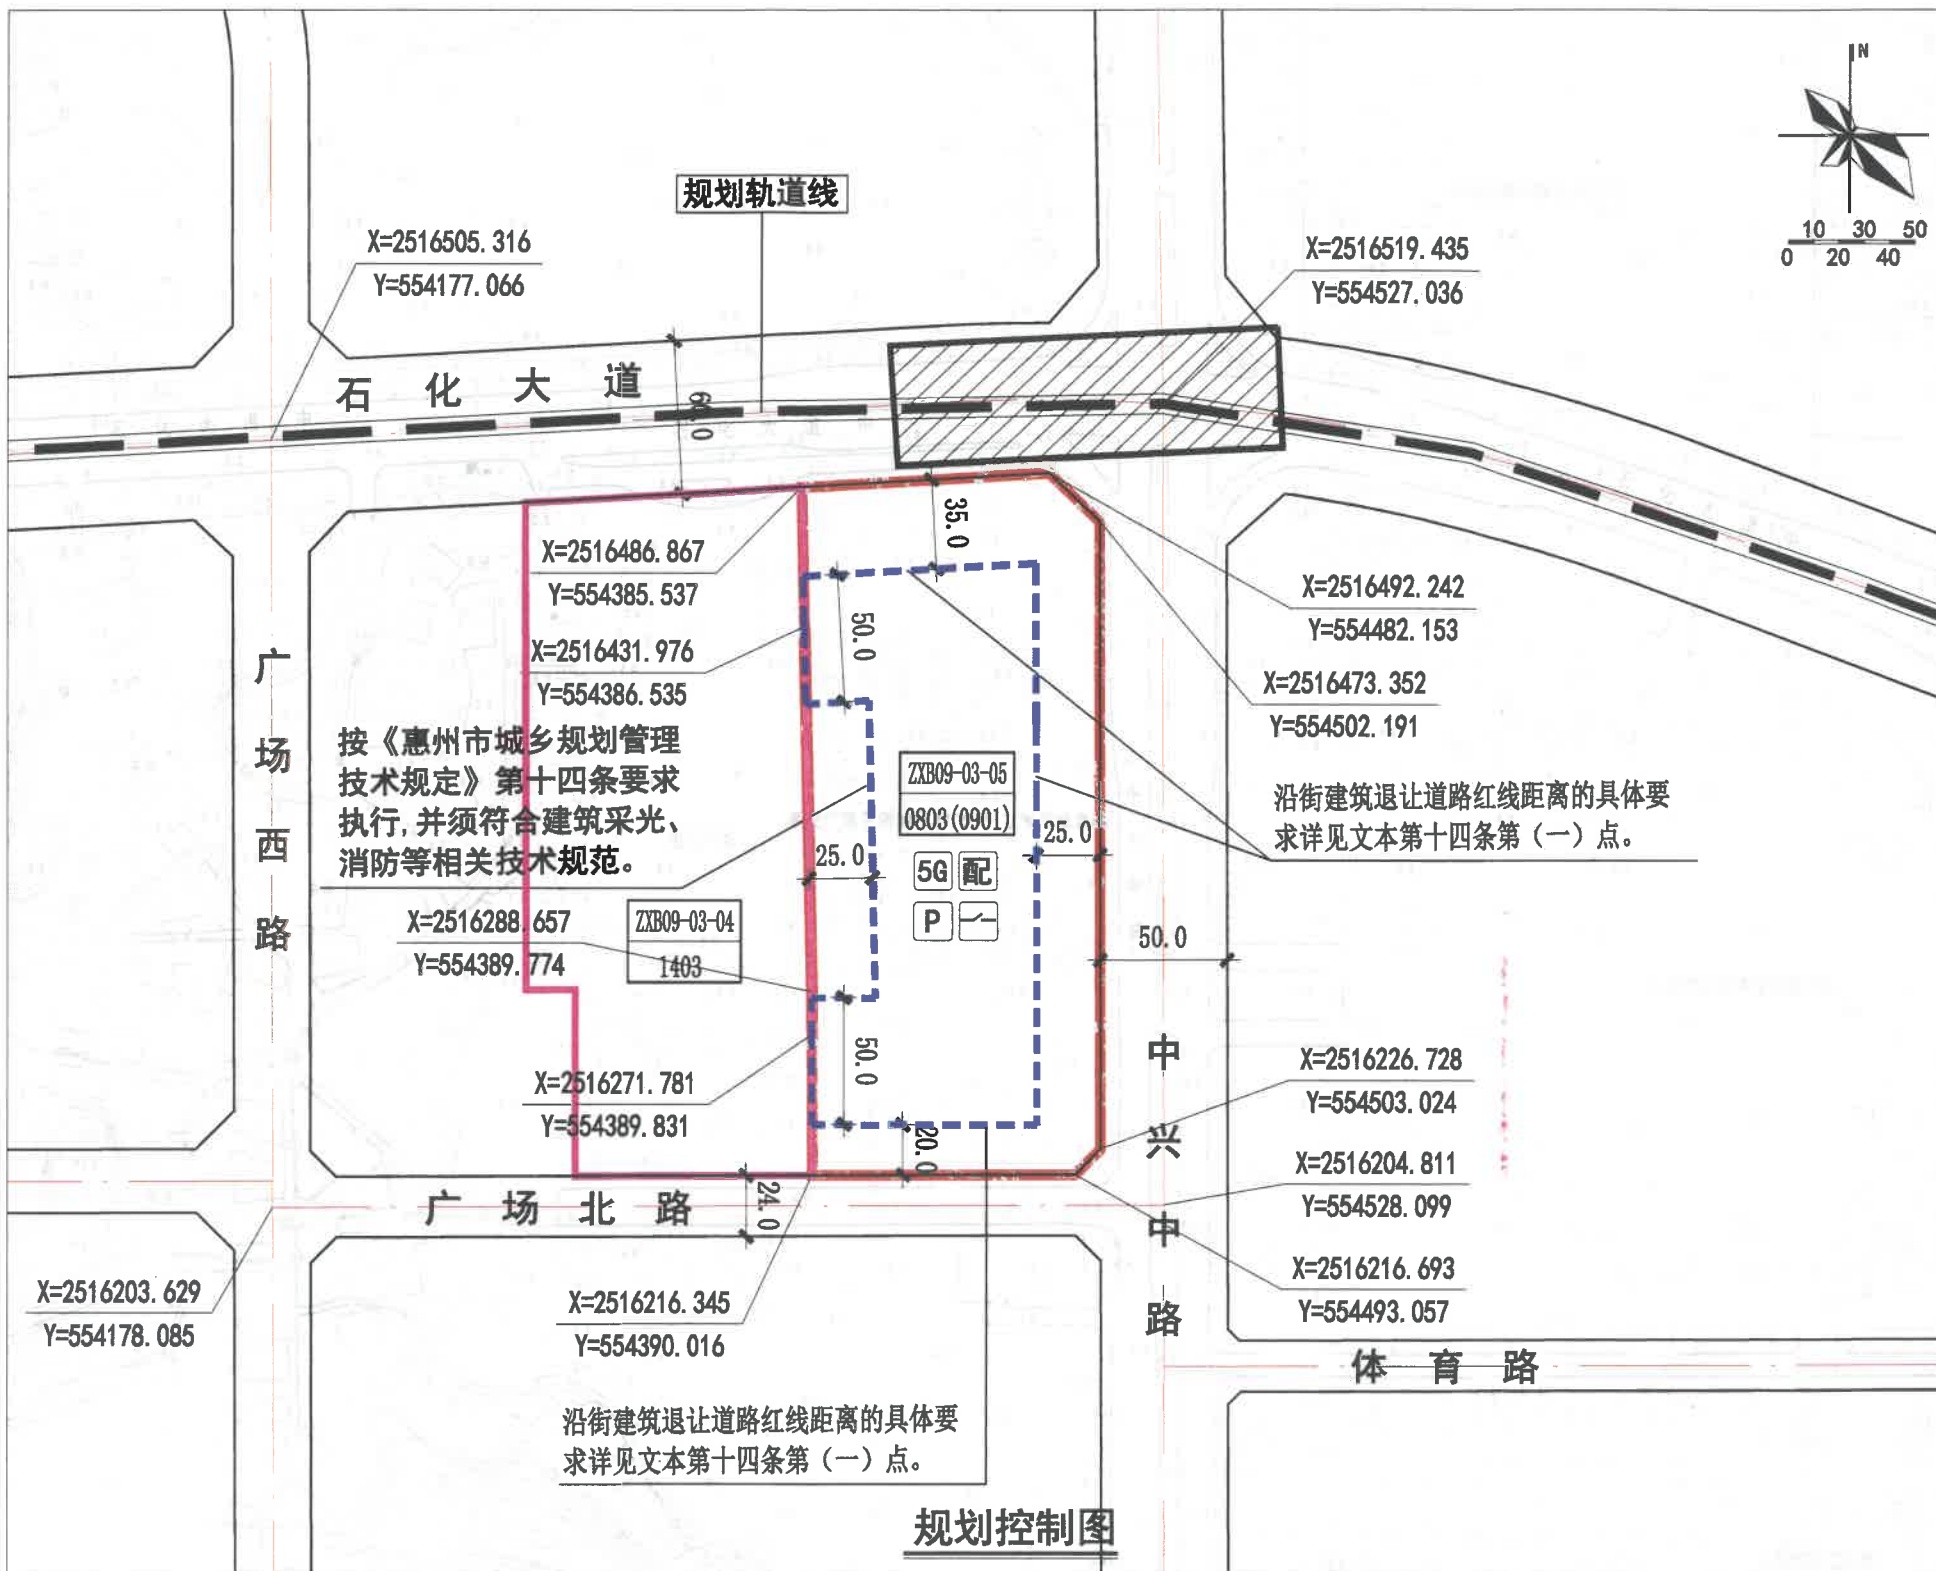 N
10 30 50
0 20 40
规划轨道线
X=2516505.316
Y=554177.066
X=2516519.435
Y=554527.036
石化大道
60.0
35.0
X=2516486.867
Y=554385.537
X=2516492.242
Y=554482.153
50.0
X=2516431.976
Y=554386.535
X=2516473.352
Y=554502.191
广场西路
按《惠州市城乡规划管理
技术规定》第十四条要求
执行,并须符合建筑采光、
消防等相关技术规范。
ZXB09-03-05
0803(0901)
5G 配
P
25.0
25.0
沿街建筑退让道路红线距离的具体要
求详见文本第十四条第（一）点。
X=2516288.657
Y=554389.774
ZXB09-03-04
1403
50.0
中兴中路
50.0
X=2516271.781
Y=554389.831
X=2516226.728
Y=554503.024
20.0
X=2516204.811
Y=554528.099
广场北路
24.0
X=2516216.693
Y=554493.057
X=2516203.629
Y=554178.085
X=2516216.345
Y=554390.016
体育路
沿街建筑退让道路红线距离的具体要
求详见文本第十四条第（一）点。
规划控制图